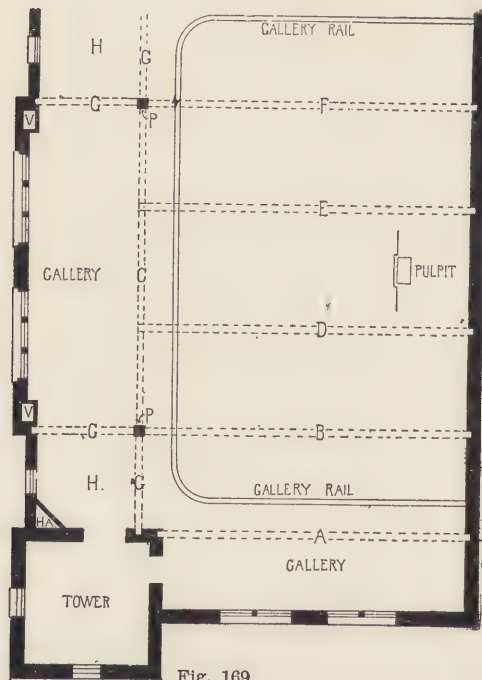 GALLERY RAIL
H
G
G
F
P
V
E
GALLERY
C
PULPIT
D
V
P
G
B
H.
G
GALLERY RAIL
HA
A
GALLERY
TOWER
Fig. 169